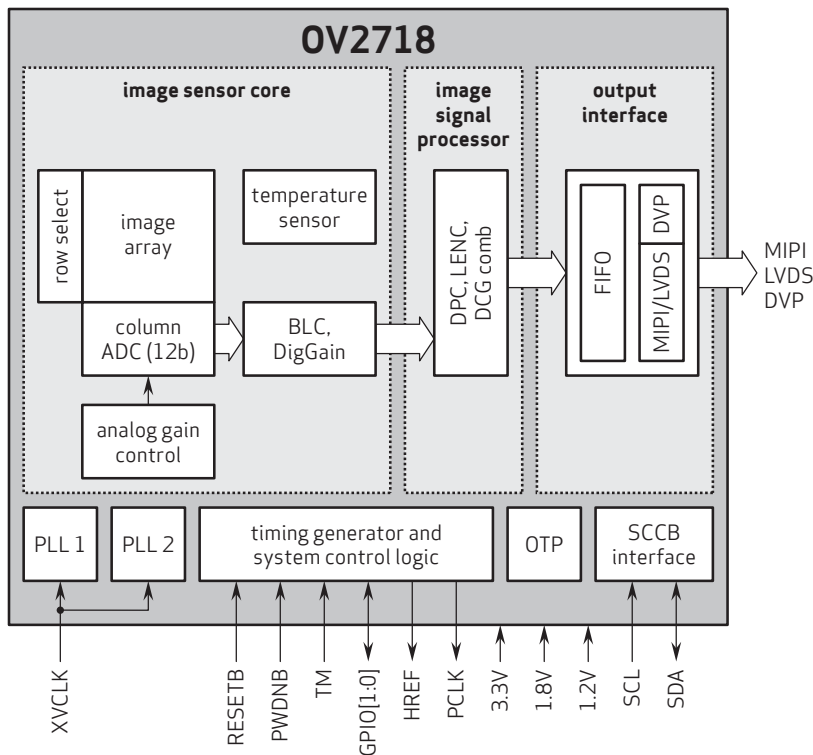 OV2718
image sensor core
image
signal
processor
output
interface
row select
image
array
temperature
sensor
column
ADC (12b)
BLC,
DigGain
analog gain
control
DPC, LENC,
DCG comb
FIFO
DVP
MIPI/LVDS
MIPI
LVDS
DVP
PLL 1
PLL 2
timing generator and
system control logic
OTP
SCCB
interface
XVCLK
RESETB
PWDNB
TM
GPIO[1:0]
HREF
PCLK
3.3V
1.8V
1.2V
SCL
SDA